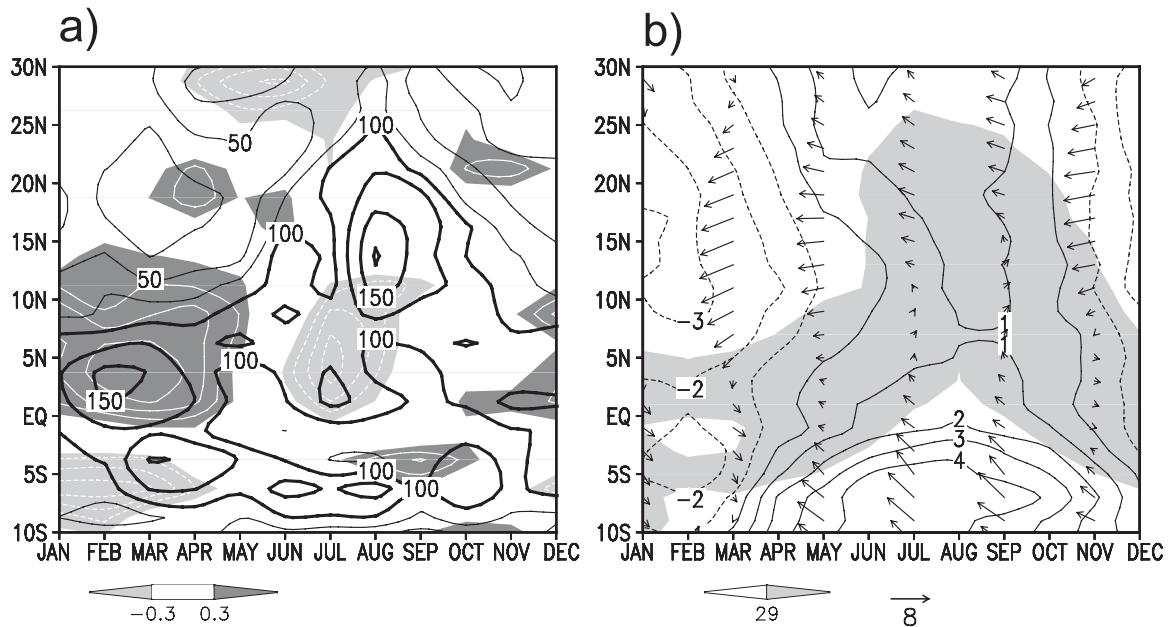 a)
b)
30N
25N
20N
15N
10N
5N
EQ
5S
10S
JAN FEB MAR APR MAY JUN JUL AUG SEP OCT NOV DEC
50
100
100
50
150
100
100
150
100
100
−0.3 0.3
30N
25N
20N
15N
10N
5N
EQ
5S
10S
JAN FEB MAR APR MAY JUN JUL AUG SEP OCT NOV DEC
−3
1
1
−2
2
3
4
−2
29
8